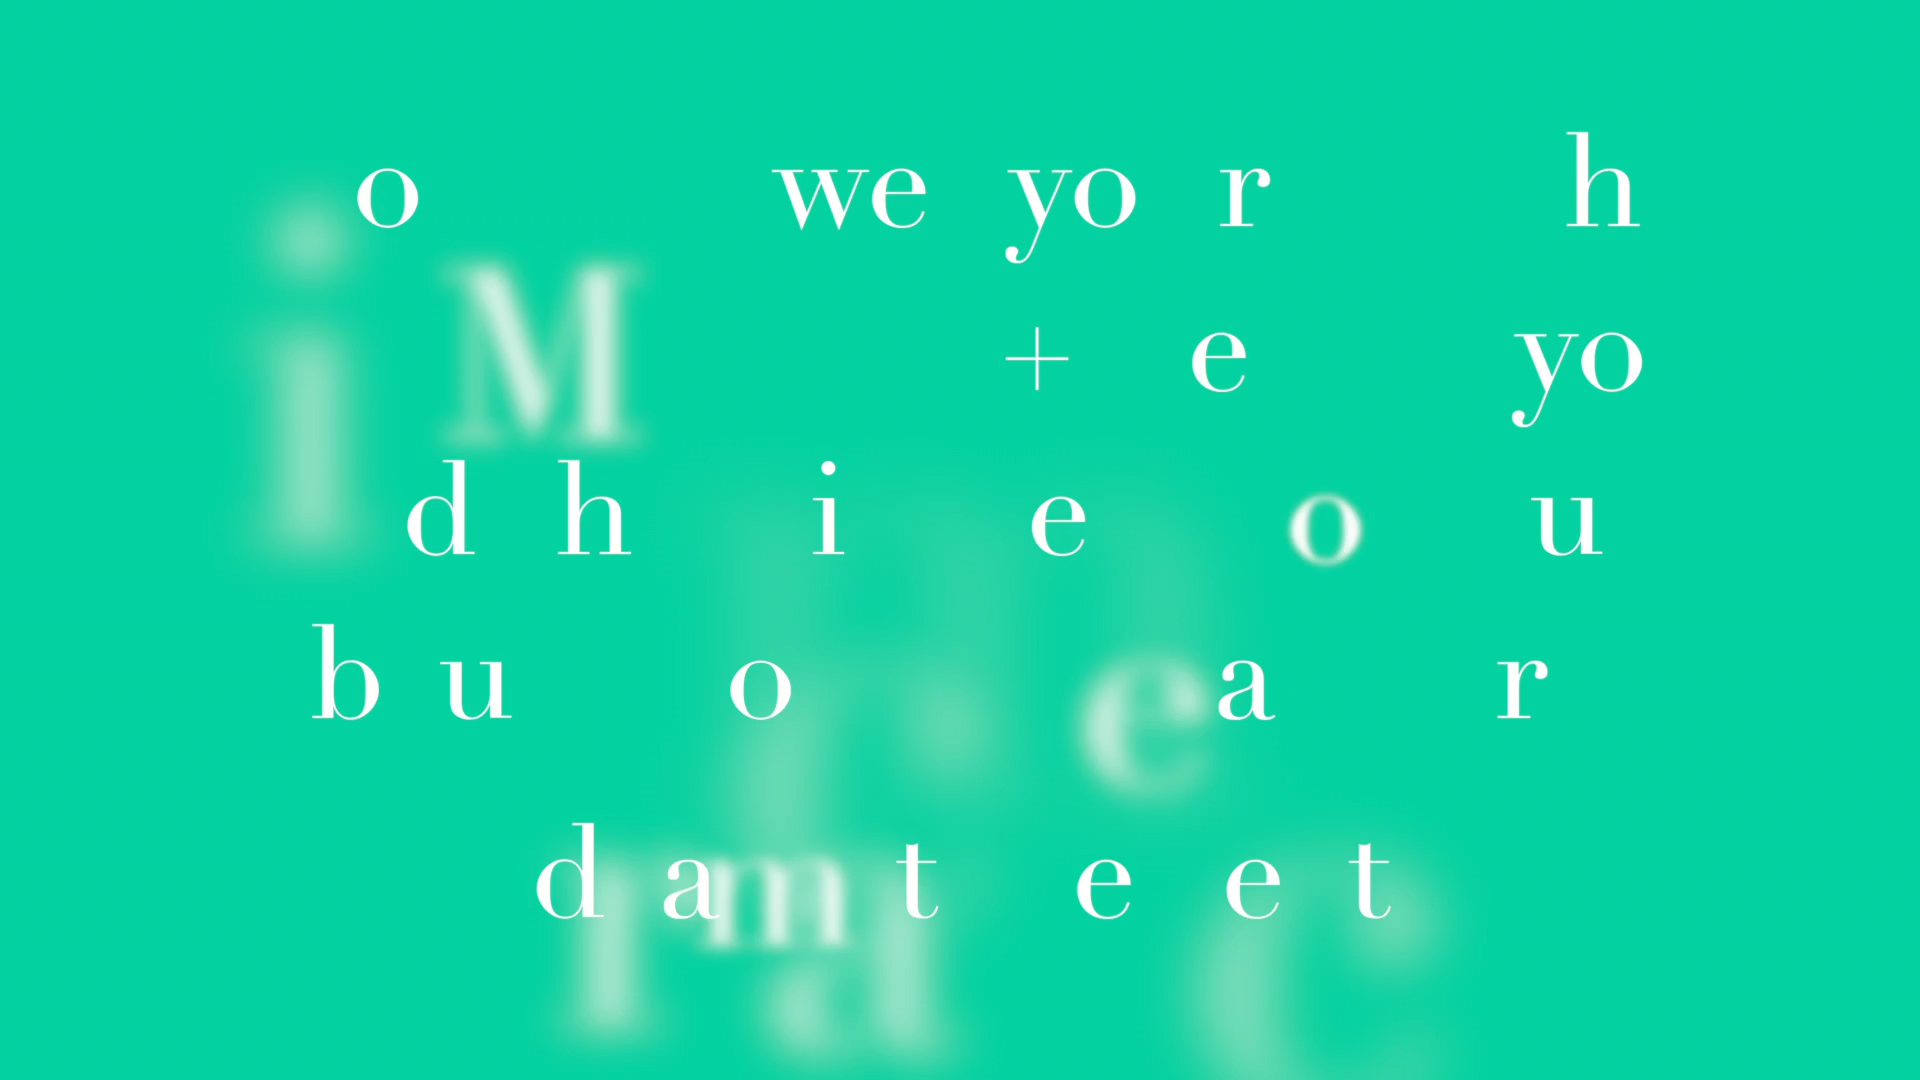 o we yo r h
+ e yo
d h i e o u
b u o a r
d a t e e t
i M
e
m
r a c